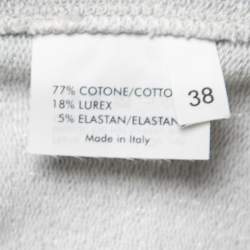 77% COTONE/COTTO
18% LUREX
5% ELASTAN/ELASTAN
Made in Italy
38